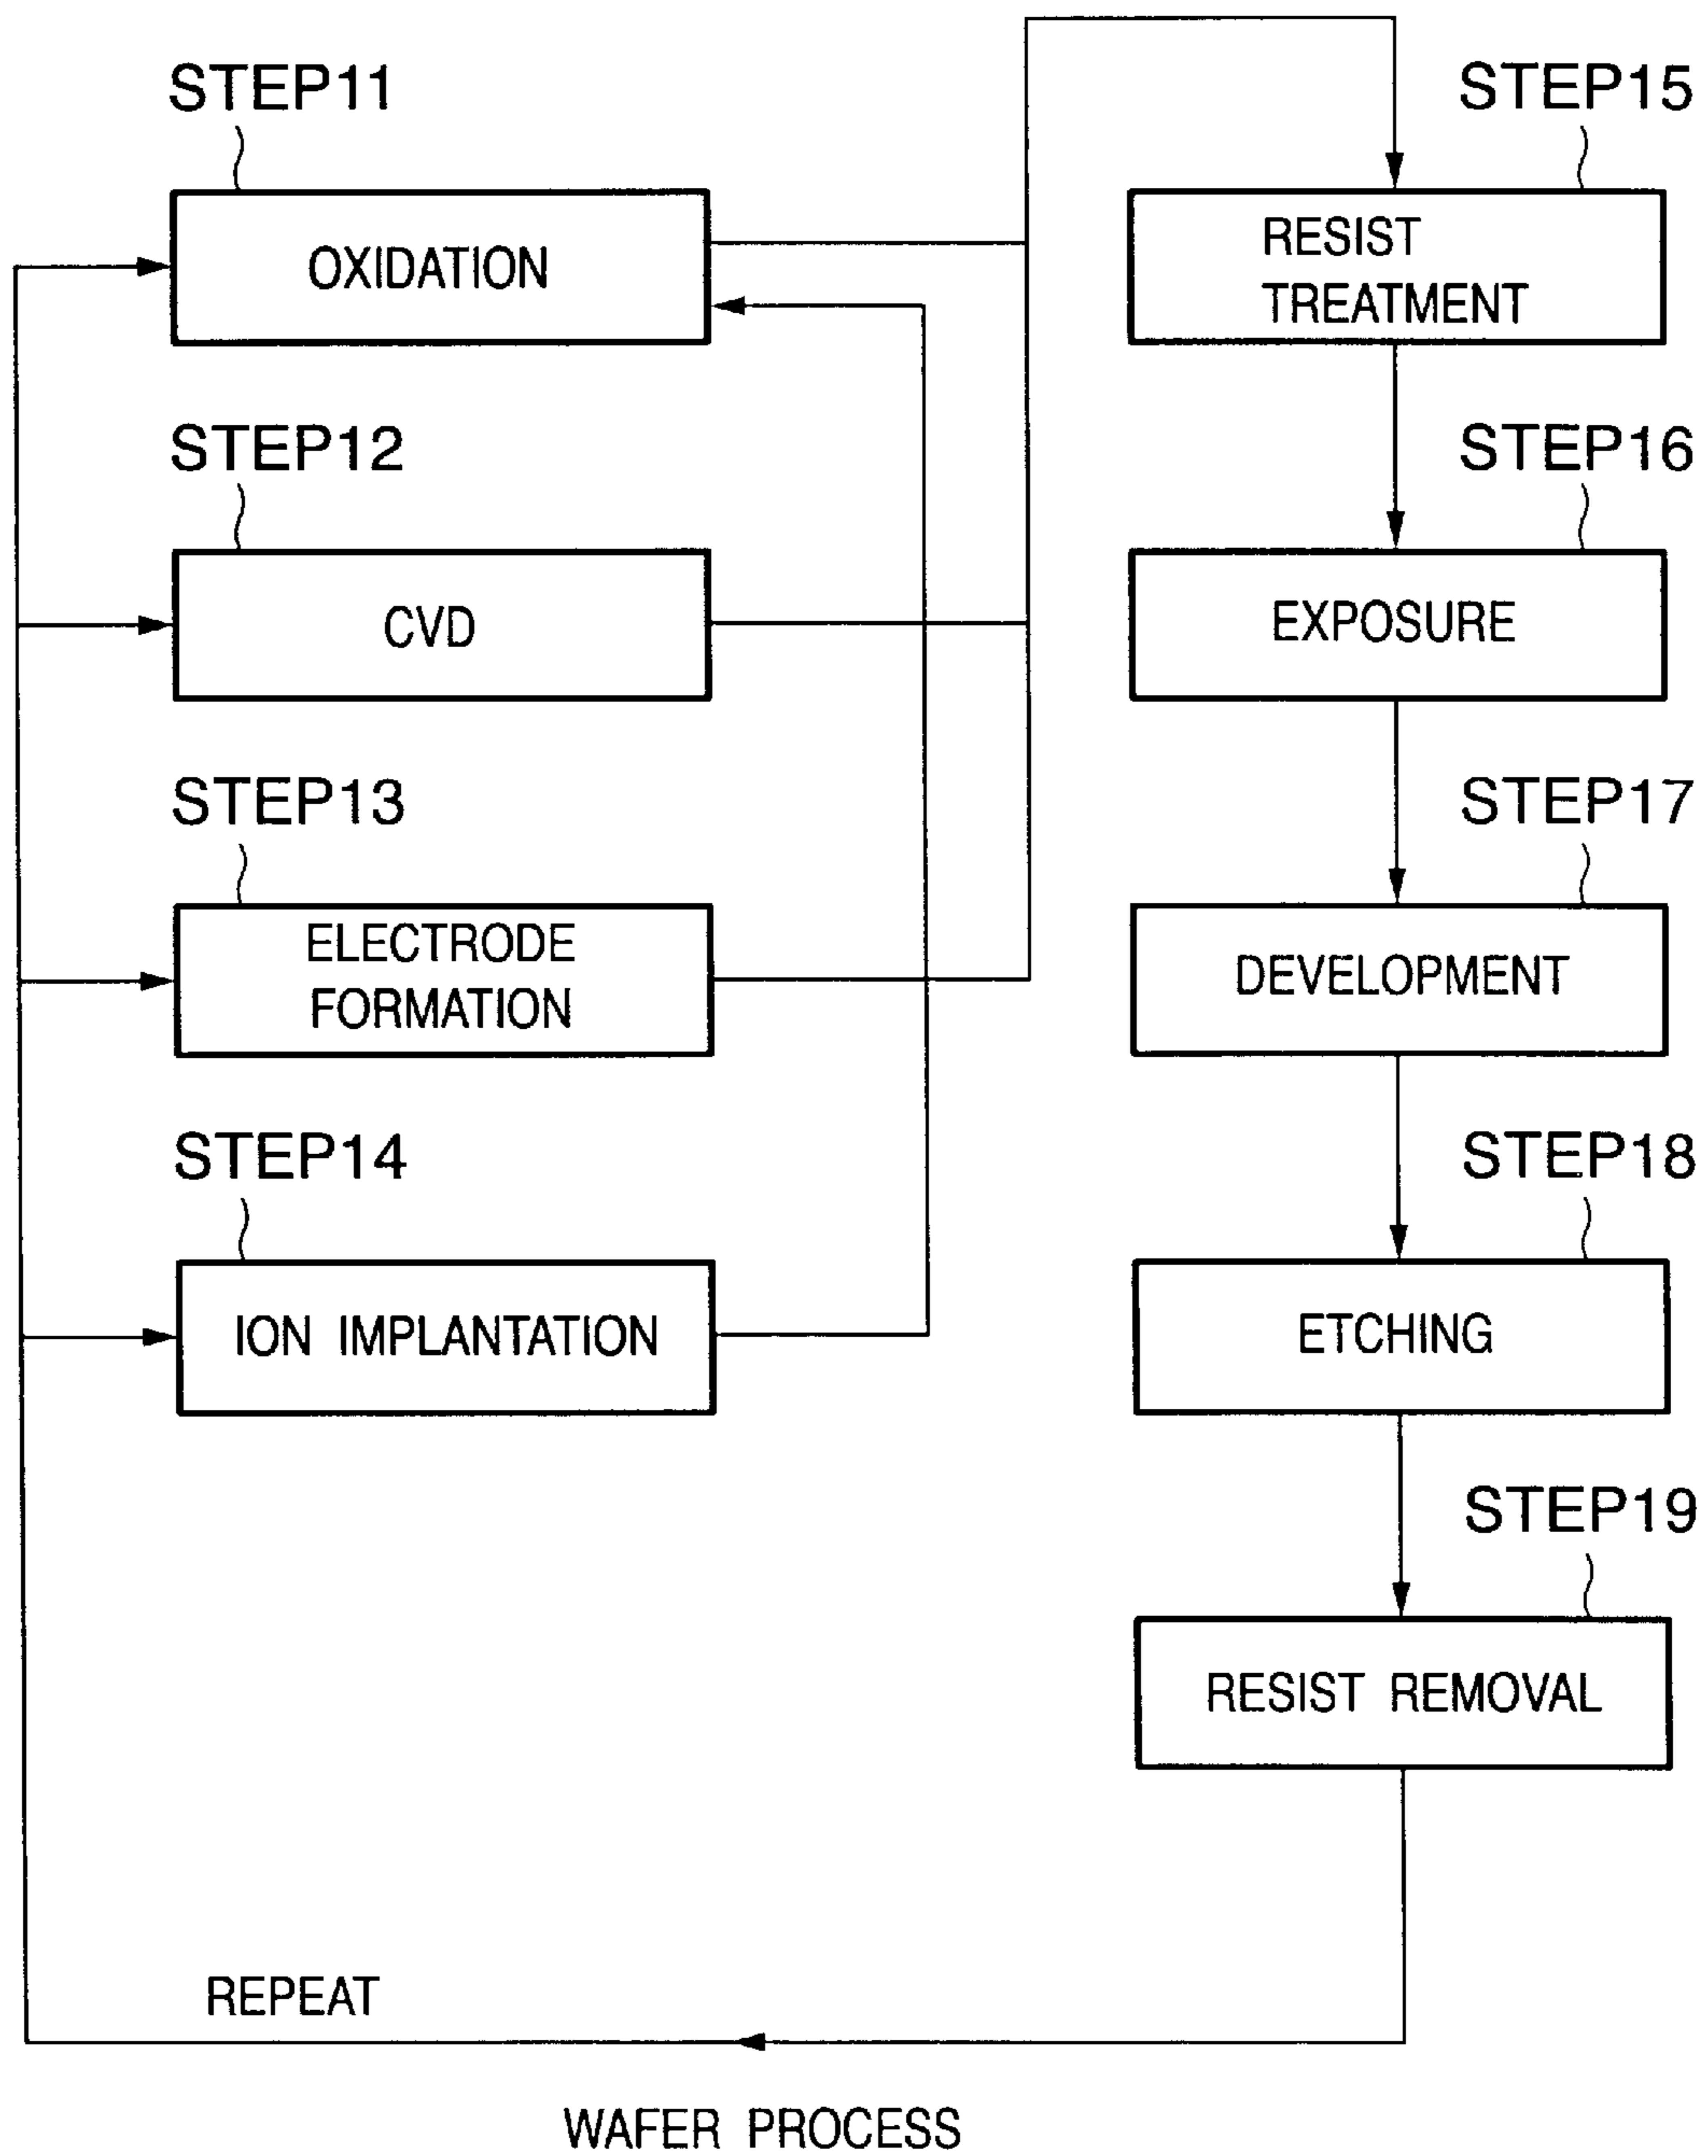 STEP11
OXIDATION
STEP12
CVD
STEP13
ELECTRODE
FORMATION
STEP14
ION IMPLANTATION
STEP15
RESIST
TREATMENT
STEP16
EXPOSURE
STEP17
DEVELOPMENT
STEP18
ETCHING
STEP19
RESIST REMOVAL
REPEAT
WAFER PROCESS